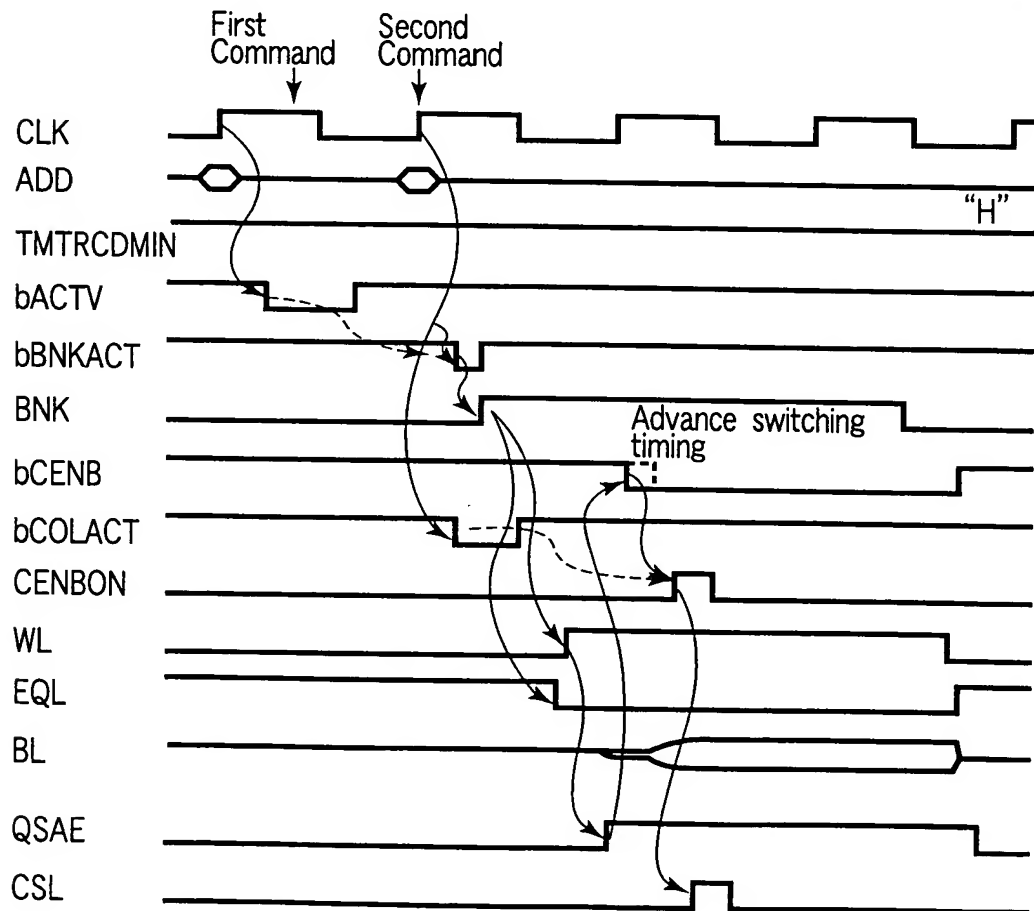 First
Command
Second
Command
CLK
ADD
"H"
TMTRCDMIN
bACTV
bBNKACT
BNK
Advance switching
timing
bCENB
bCOLACT
CENBON
WL
EQL
BL
QSAE
CSL